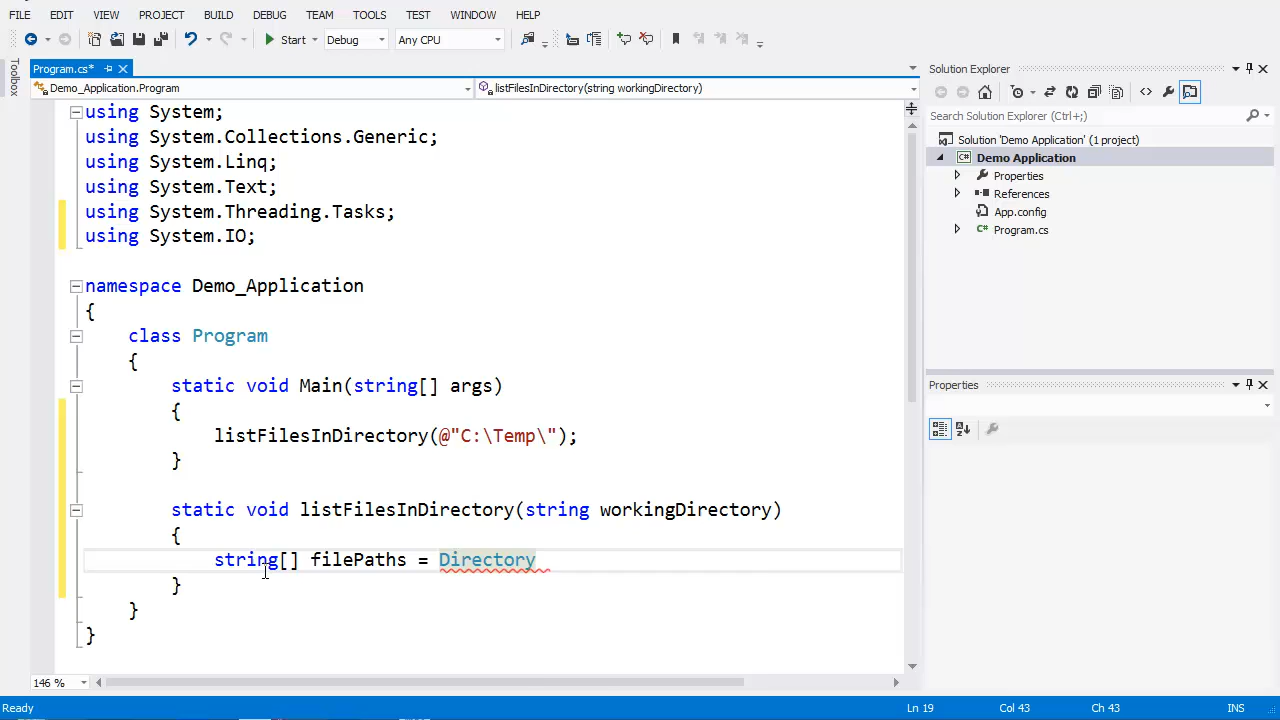 FILE EDIT VIEW PROJECT BUILD DEBUG TEAM TOOLS TEST WINDOW HELP
Start Debug Any CPU
Toolbox
Program.cs*
Demo_Application.Program listFilesInDirectory(string workingDirectory)
using System;
using System.Collections.Generic;
using System.Linq;
using System.Text;
using System.Threading.Tasks;
using System.IO;
namespace Demo_Application
{
class Program
{
static void Main(string[] args)
{
listFilesInDirectory(@"C:\Temp\");
}
static void listFilesInDirectory(string workingDirectory)
{
string[] filePaths = Directory
}
}
}
146 %
Solution Explorer
Search Solution Explorer (Ctrl+;)
Solution 'Demo Application' (1 project)
C# Demo Application
Properties
References
App.config
C# Program.cs
Properties
Ready Ln 19 Col 43 Ch 43 INS